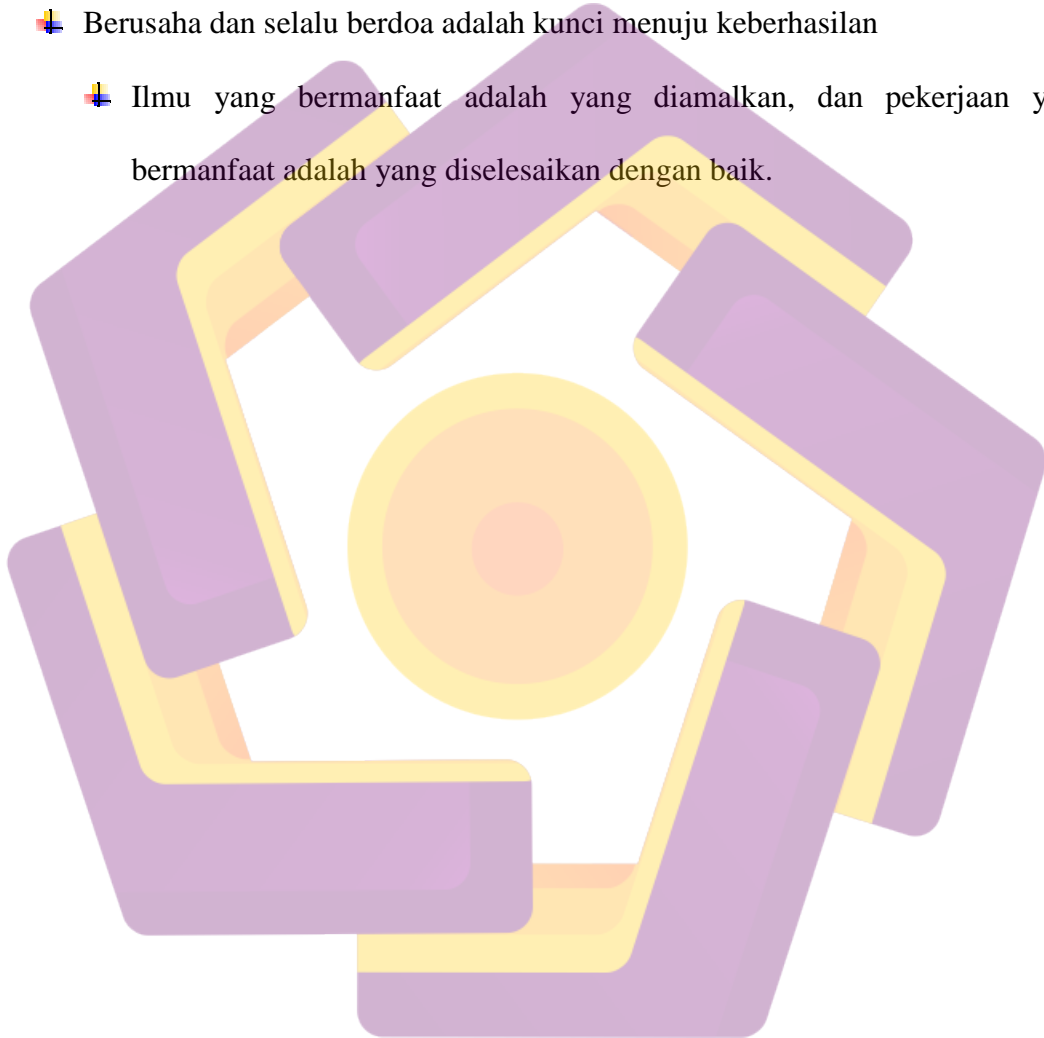 Berusaha dan selalu berdoa adalah kunci menuju keberhasilan
Ilmu yang bermanfaat adalah yang diamalkan, dan pekerjaan y
bermanfaat adalah yang diselesaikan dengan baik.